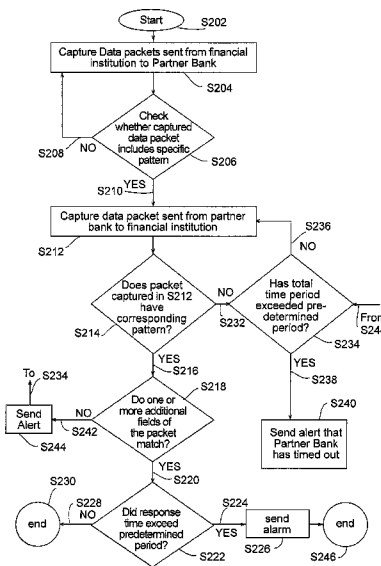 Start
S202
Capture Data packets sent from financial
institution to Partner Bank
S204
Check
whether captured
data packet
includes specific
pattern
S208
NO
S206
YES
S210
S236
Capture data packet sent from partner
bank to financial institution
S212
NO
Does packet
captured in S212
have
corresponding
pattern?
S214
NO
S232
Has total
time period
exceeded pre-
determined period?
From
S244
S234
YES
S216
YES
S238
To
S234
S218
Do one or
more additional
fields of
the packet
match?
Send
Alert
NO
S242
S244
S240
Send alert that
Partner Bank
has timed out
YES
S220
S230
end
S228
NO
Did response
time exceed
predetermined
period?
S222
S224
YES
send
alarm
S226
end
S246